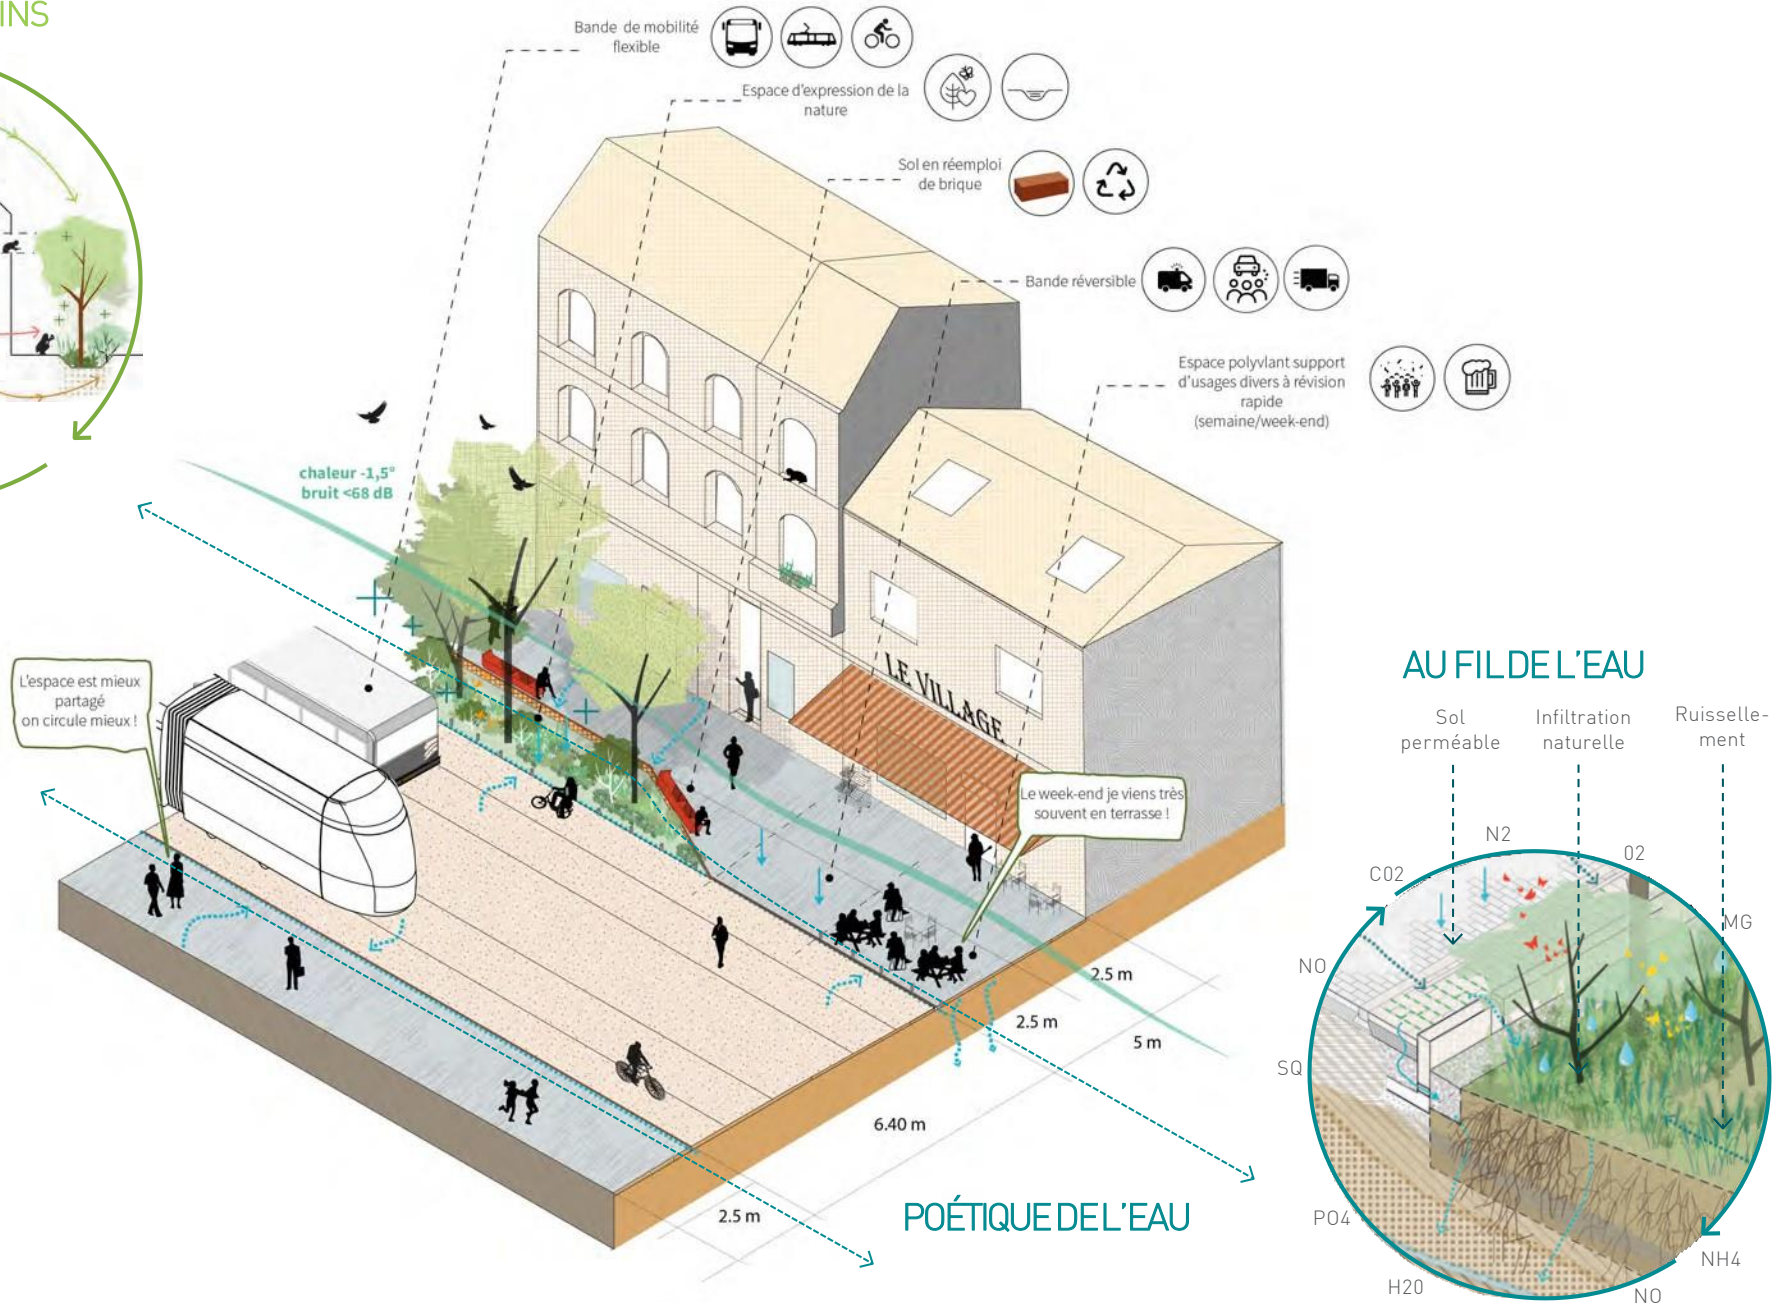 INS
Bande de mobilité
flexible
Espace d'expression de la
nature
Sol en réemploi
de brique
Bande réversible
Espace polyvlant support
d'usages divers à révision
rapide
(semaine/week-end)
chaleur -1,5°
bruit <68 dB
L'espace est mieux
partagé
on circule mieux !
LE VILLAGE
Le week-end je viens très
souvent en terrasse !
2.5 m
2.5 m
5 m
6.40 m
2.5 m
POÉTIQUE DE L'EAU
AU FIL DE L'EAU
Sol
perméable
Infiltration
naturelle
Ruisselle-
ment
N2
02
C02
MG
NO
SQ
PO4
H20
NO
NH4